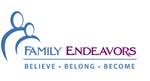 FAMILY ENDEAVORS
BELIEVE • BELONG • BECOME